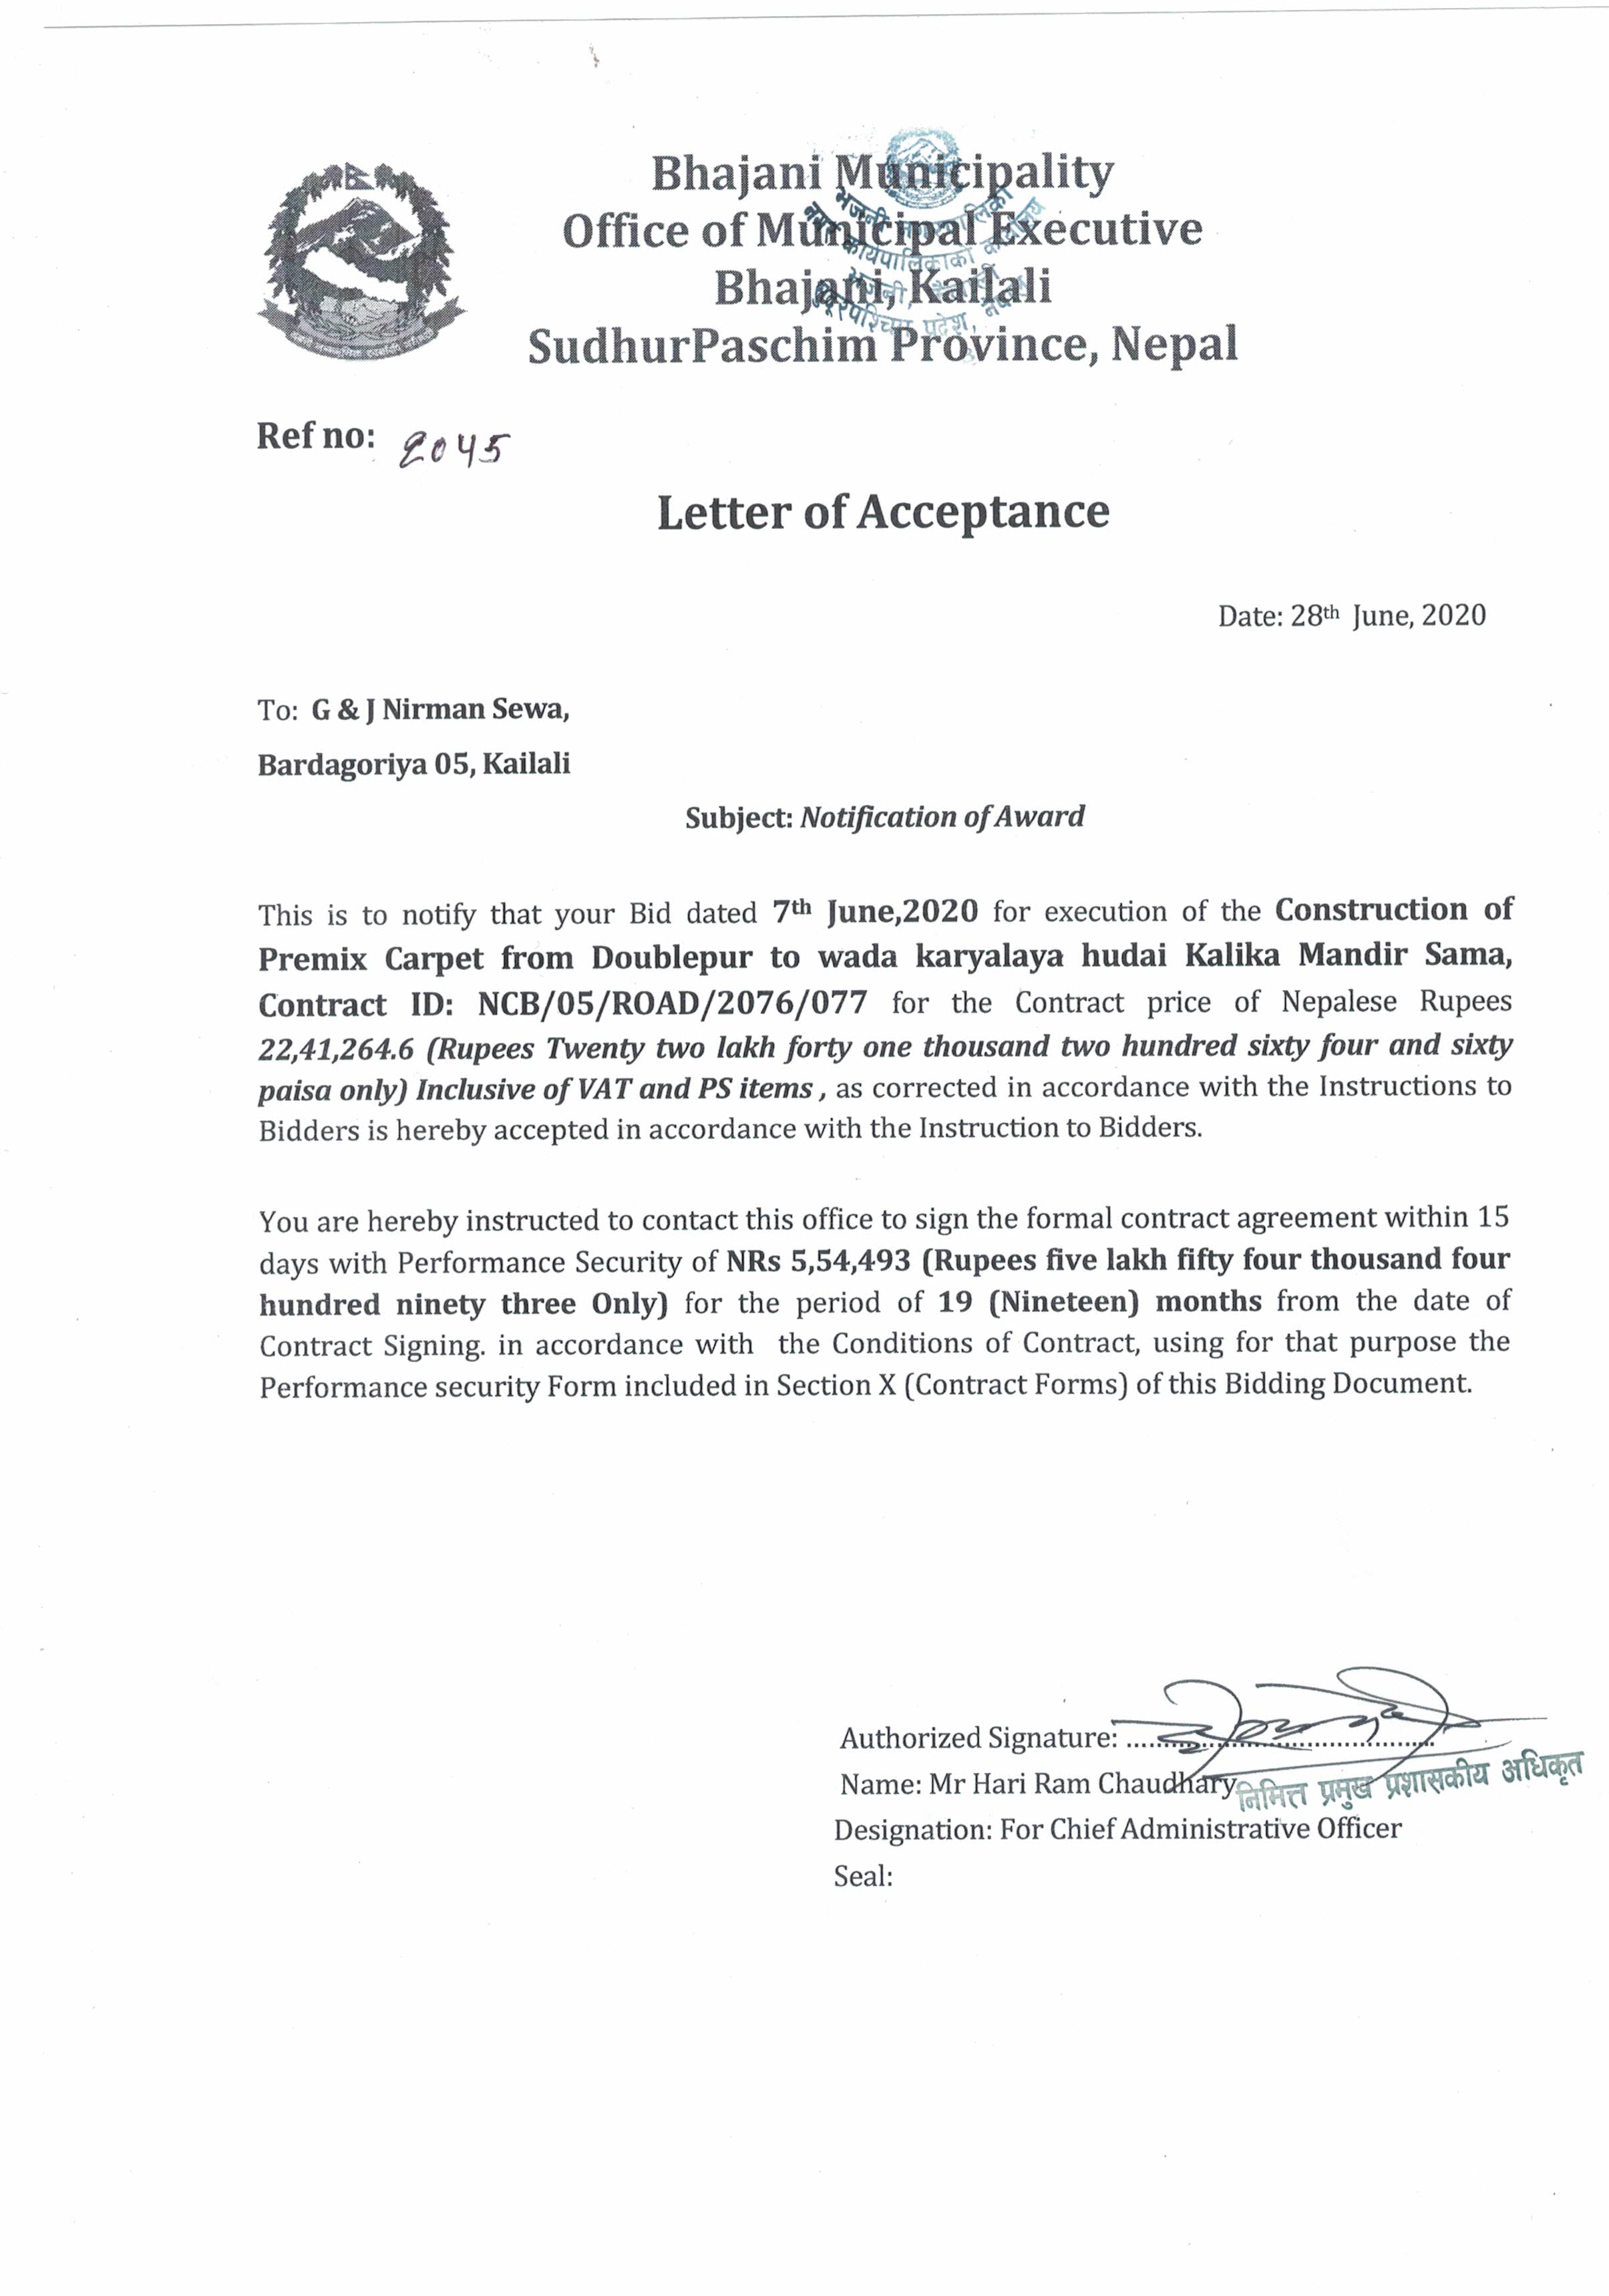 Bhajani Municipality
Office of Municipal Executive
Bhajani, Kailali
SudhurPaschim Province, Nepal
Ref no: 2045
Letter of Acceptance
Date: 28th June, 2020
To: G & J Nirman Sewa,
Bardagoriya 05, Kailali
Subject: Notification of Award
This is to notify that your Bid dated 7th June,2020 for execution of the Construction of
Premix Carpet from Doublepur to wada karyalaya hudai Kalika Mandir Sama,
Contract ID: NCB/05/ROAD/2076/077 for the Contract price of Nepalese Rupees
22,41,264.6 (Rupees Twenty two lakh forty one thousand two hundred sixty four and sixty
paisa only) Inclusive of VAT and PS items , as corrected in accordance with the Instructions to
Bidders is hereby accepted in accordance with the Instruction to Bidders.
You are hereby instructed to contact this office to sign the formal contract agreement within 15
days with Performance Security of NRs 5,54,493 (Rupees five lakh fifty four thousand four
hundred ninety three Only) for the period of 19 (Nineteen) months from the date of
Contract Signing. in accordance with the Conditions of Contract, using for that purpose the
Performance security Form included in Section X (Contract Forms) of this Bidding Document.
Authorized Signature:
Name: Mr Hari Ram Chaudhary
निमित्त प्रमुख प्रशासकीय अधिकृत
Designation: For Chief Administrative Officer
Seal: